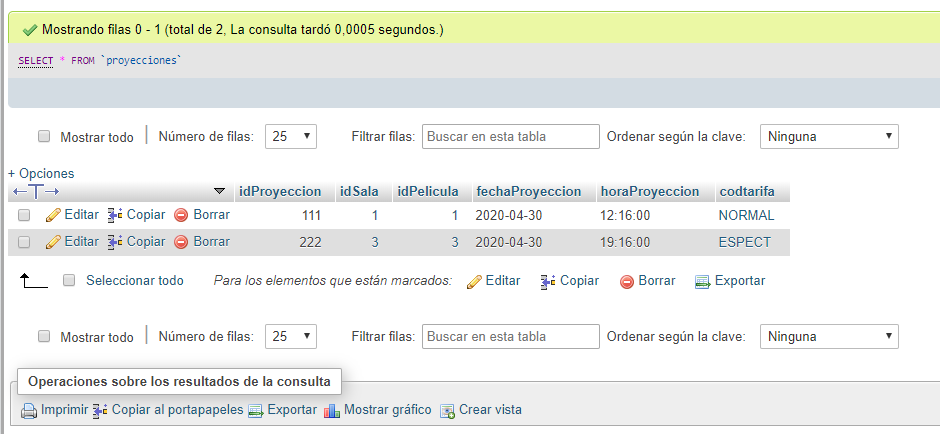 Mostrando filas 0 - 1 (total de 2, La consulta tardó 0,0005 segundos.)
SELECT * FROM `proyecciones`
Mostrar todo Número de filas: 25 Filtrar filas: Buscar en esta tabla Ordenar según la clave: Ninguna
+ Opciones
←T→ idProyeccion idSala idPelicula fechaProyeccion horaProyeccion codtarifa
Editar Copiar Borrar 111 1 1 2020-04-30 12:16:00 NORMAL
Editar Copiar Borrar 222 3 3 2020-04-30 19:16:00 ESPECT
Seleccionar todo Para los elementos que están marcados: Editar Copiar Borrar Exportar
Mostrar todo Número de filas: 25 Filtrar filas: Buscar en esta tabla Ordenar según la clave: Ninguna
Operaciones sobre los resultados de la consulta
Imprimir Copiar al portapapeles Exportar Mostrar gráfico Crear vista